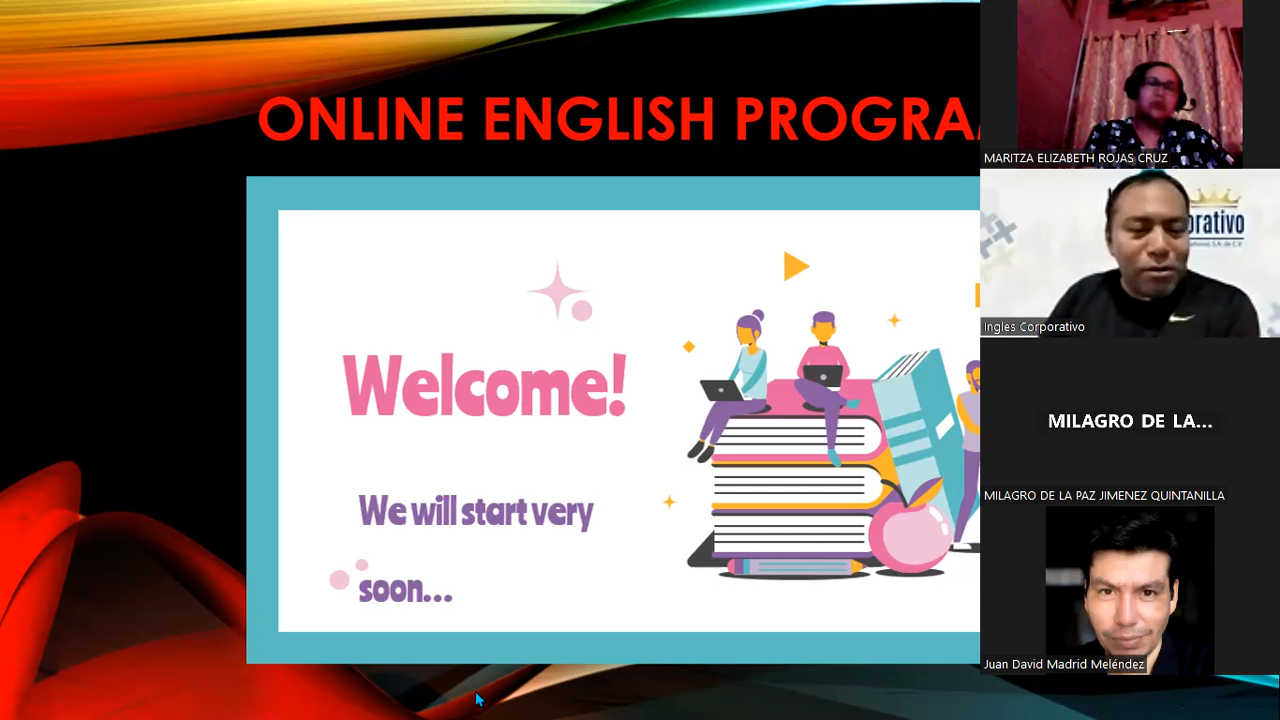 ONLINE ENGLISH PROGRA
Welcome!
We will start very
soon...
MARITZA ELIZABETH ROJAS CRUZ
orativo
Ingles Corporativo
MILAGRO DE LA...
MILAGRO DE LA PAZ JIMENEZ QUINTANILLA
Juan David Madrid Meléndez